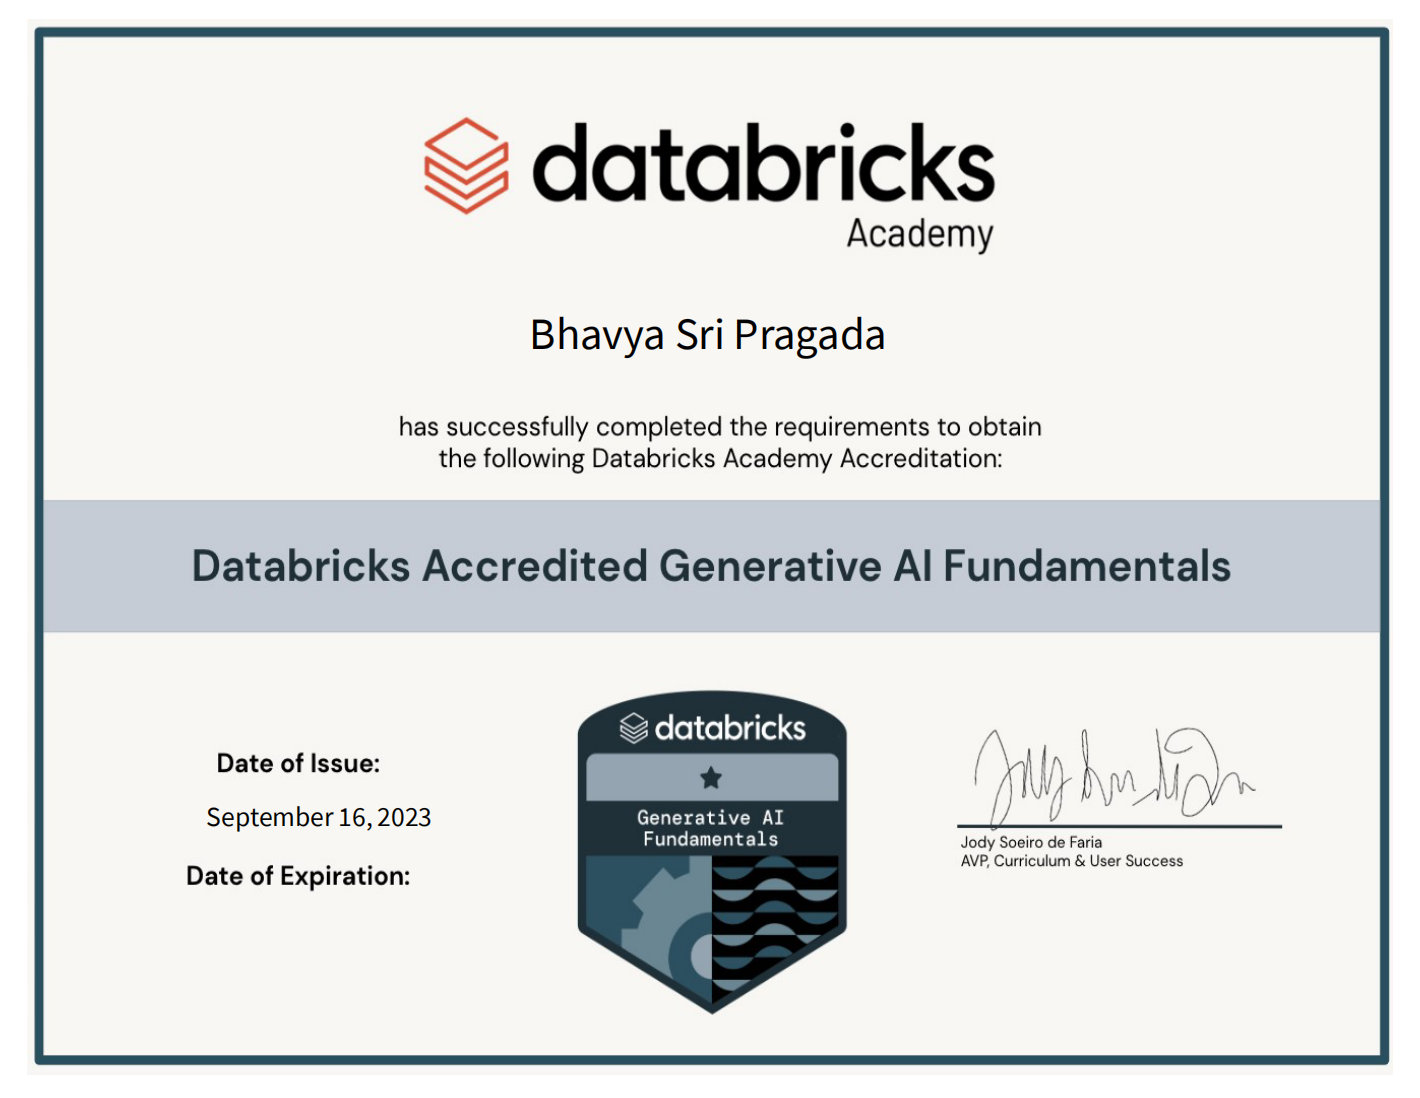 databricks
Academy
Bhavya Sri Pragada
has successfully completed the requirements to obtain
the following Databricks Academy Accreditation:
Databricks Accredited Generative AI Fundamentals
Date of Issue:
September 16, 2023
Date of Expiration:
databricks
Generative AI
Fundamentals
Jody Soeiro de Faria
AVP, Curriculum & User Success